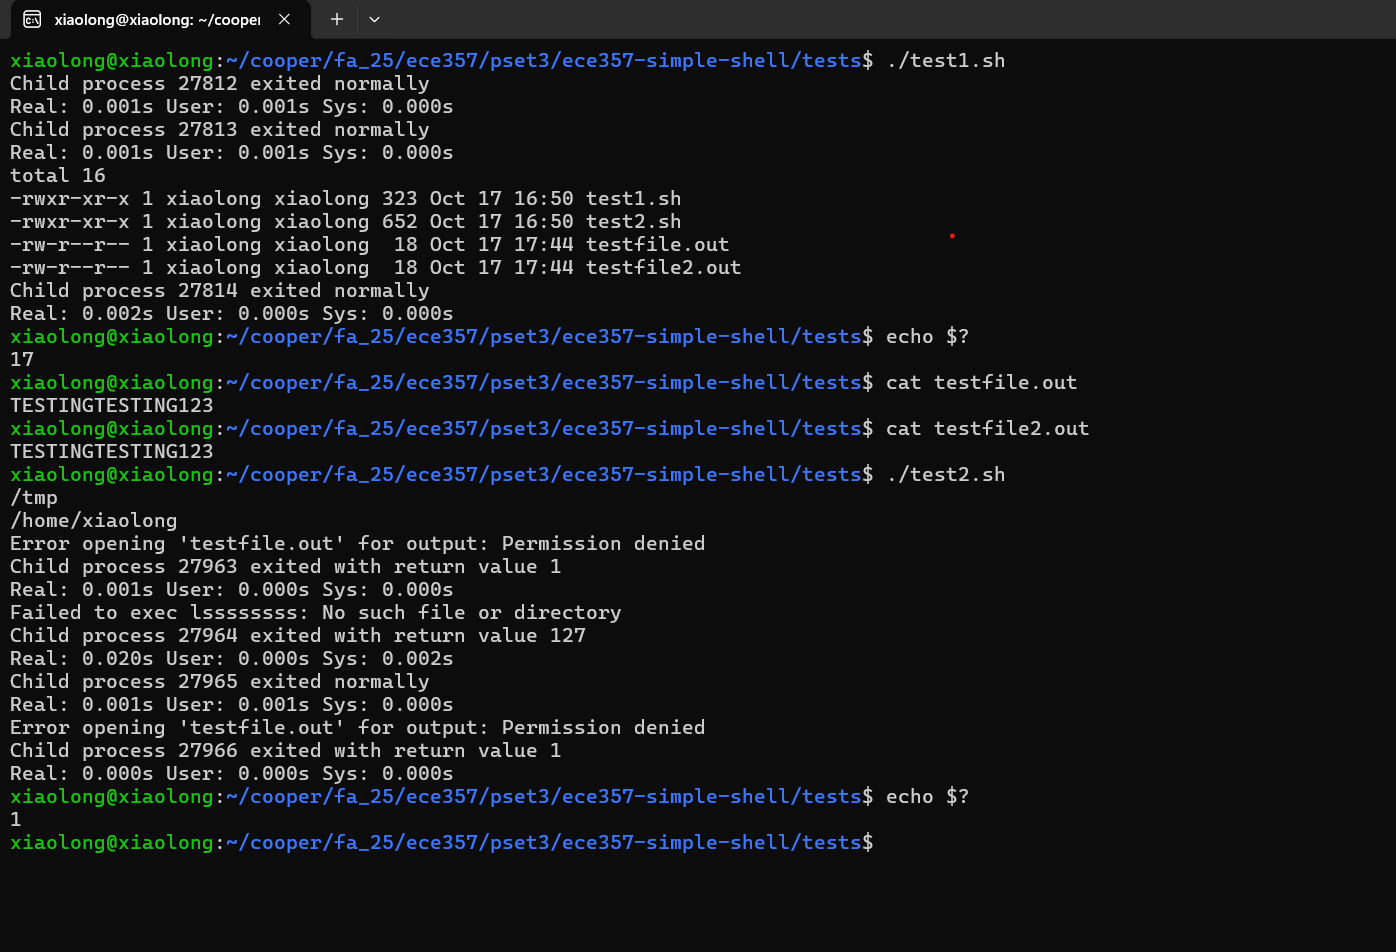 xiaolong@xiaolong: ~/cooper
xiaolong@xiaolong:~/cooper/fa_25/ece357/pset3/ece357-simple-shell/tests$ ./test1.sh
Child process 27812 exited normally
Real: 0.001s User: 0.001s Sys: 0.000s
Child process 27813 exited normally
Real: 0.001s User: 0.001s Sys: 0.000s
total 16
-rwxr-xr-x 1 xiaolong xiaolong 323 Oct 17 16:50 test1.sh
-rwxr-xr-x 1 xiaolong xiaolong 652 Oct 17 16:50 test2.sh
-rw-r--r-- 1 xiaolong xiaolong  18 Oct 17 17:44 testfile.out
-rw-r--r-- 1 xiaolong xiaolong  18 Oct 17 17:44 testfile2.out
Child process 27814 exited normally
Real: 0.002s User: 0.000s Sys: 0.000s
xiaolong@xiaolong:~/cooper/fa_25/ece357/pset3/ece357-simple-shell/tests$ echo $?
17
xiaolong@xiaolong:~/cooper/fa_25/ece357/pset3/ece357-simple-shell/tests$ cat testfile.out
TESTINGTESTING123
xiaolong@xiaolong:~/cooper/fa_25/ece357/pset3/ece357-simple-shell/tests$ cat testfile2.out
TESTINGTESTING123
xiaolong@xiaolong:~/cooper/fa_25/ece357/pset3/ece357-simple-shell/tests$ ./test2.sh
/tmp
/home/xiaolong
Error opening 'testfile.out' for output: Permission denied
Child process 27963 exited with return value 1
Real: 0.001s User: 0.000s Sys: 0.000s
Failed to exec lssssssss: No such file or directory
Child process 27964 exited with return value 127
Real: 0.020s User: 0.000s Sys: 0.002s
Child process 27965 exited normally
Real: 0.001s User: 0.001s Sys: 0.000s
Error opening 'testfile.out' for output: Permission denied
Child process 27966 exited with return value 1
Real: 0.000s User: 0.000s Sys: 0.000s
xiaolong@xiaolong:~/cooper/fa_25/ece357/pset3/ece357-simple-shell/tests$ echo $?
1
xiaolong@xiaolong:~/cooper/fa_25/ece357/pset3/ece357-simple-shell/tests$